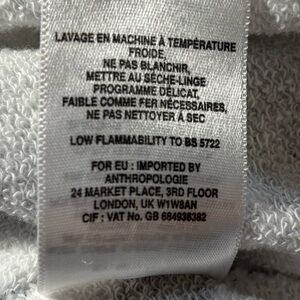 LAVAGE EN MACHINE À TEMPÉRATURE
FROIDE,
NE PAS BLANCHIR,
METTRE AU SÈCHE-LINGE
PROGRAMME DÉLICAT,
FAIBLE COMME FER NÉCESSAIRES,
NE PAS NETTOYER À SEC
LOW FLAMMABILITY TO BS 5722
FOR EU : IMPORTED BY
ANTHROPOLOGIE
24 MARKET PLACE, 3RD FLOOR
LONDON, UK W1W8AN
CIF : VAT No. GB 684938382